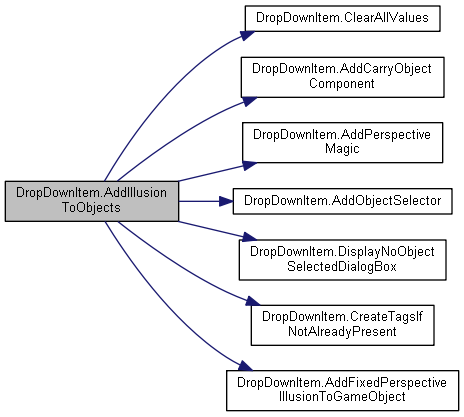 DropDownItem.ClearAllValues
DropDownItem.AddCarryObject
Component
DropDownItem.AddPerspective
Magic
DropDownItem.AddIllusion
ToObjects
DropDownItem.AddObjectSelector
DropDownItem.DisplayNoObject
SelectedDialogBox
DropDownItem.CreateTagsIf
NotAlreadyPresent
DropDownItem.AddFixedPerspective
IllusionToGameObject